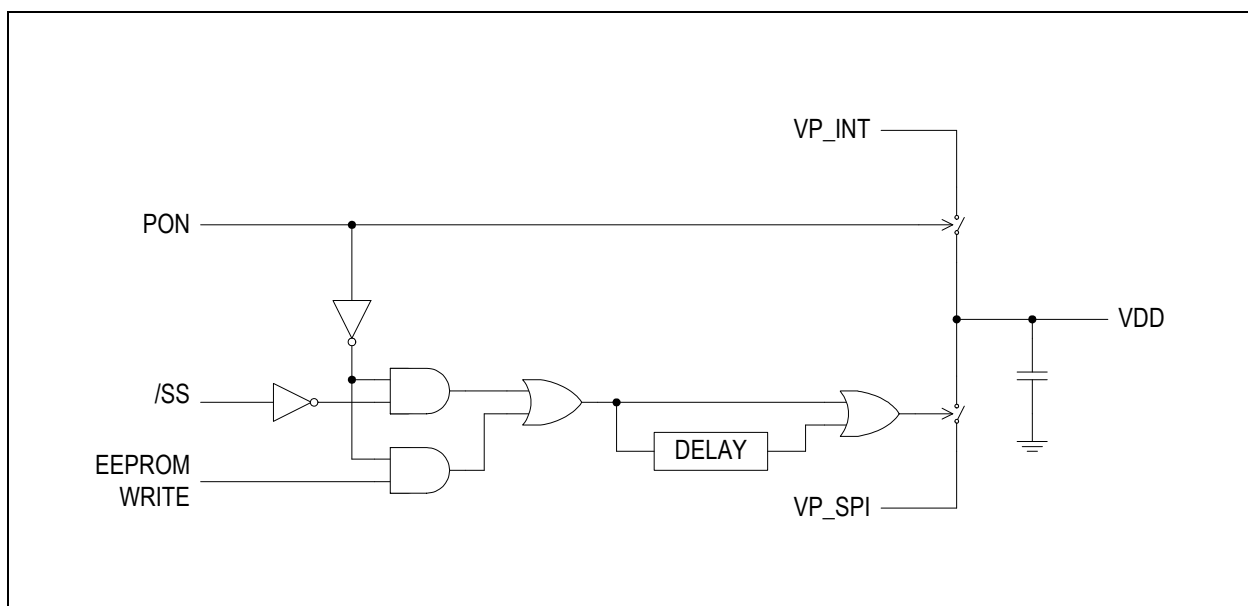 VP_INT
PON
VDD
/SS
DELAY
EEPROM
WRITE
VP_SPI